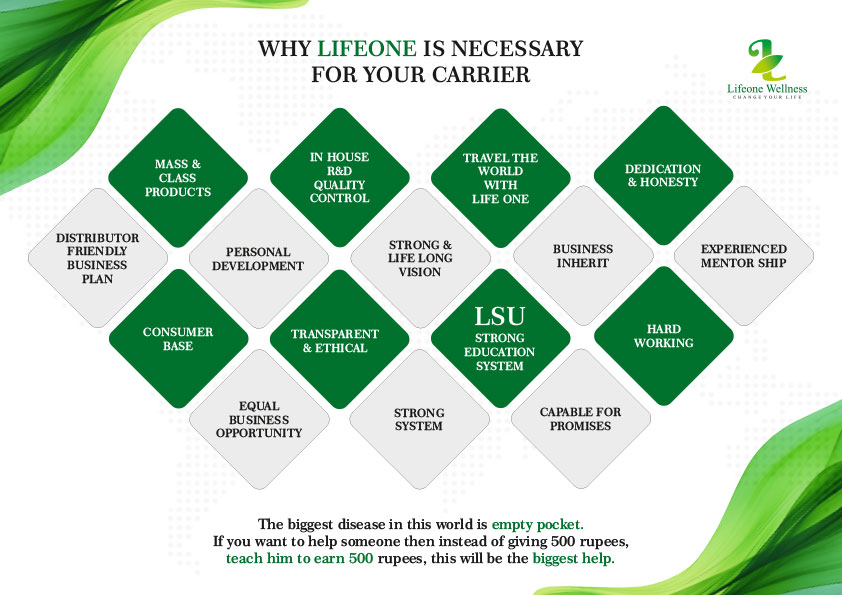 WHY LIFEONE IS NECESSARY
FOR YOUR CARRIER
Lifeone Wellness
CHANGE YOUR LIFE
MASS &
CLASS
PRODUCTS
IN HOUSE
R&D
QUALITY
CONTROL
TRAVEL THE
WORLD
WITH
LIFE ONE
DEDICATION
& HONESTY
DISTRIBUTOR
FRIENDLY
BUSINESS
PLAN
PERSONAL
DEVELOPMENT
STRONG &
LIFE LONG
VISION
BUSINESS
INHERIT
EXPERIENCED
MENTOR SHIP
CONSUMER
BASE
TRANSPARENT
& ETHICAL
LSU
STRONG
EDUCATION
SYSTEM
HARD
WORKING
EQUAL
BUSINESS
OPPORTUNITY
STRONG
SYSTEM
CAPABLE FOR
PROMISES
The biggest disease in this world is empty pocket.
If you want to help someone then instead of giving 500 rupees,
teach him to earn 500 rupees, this will be the biggest help.